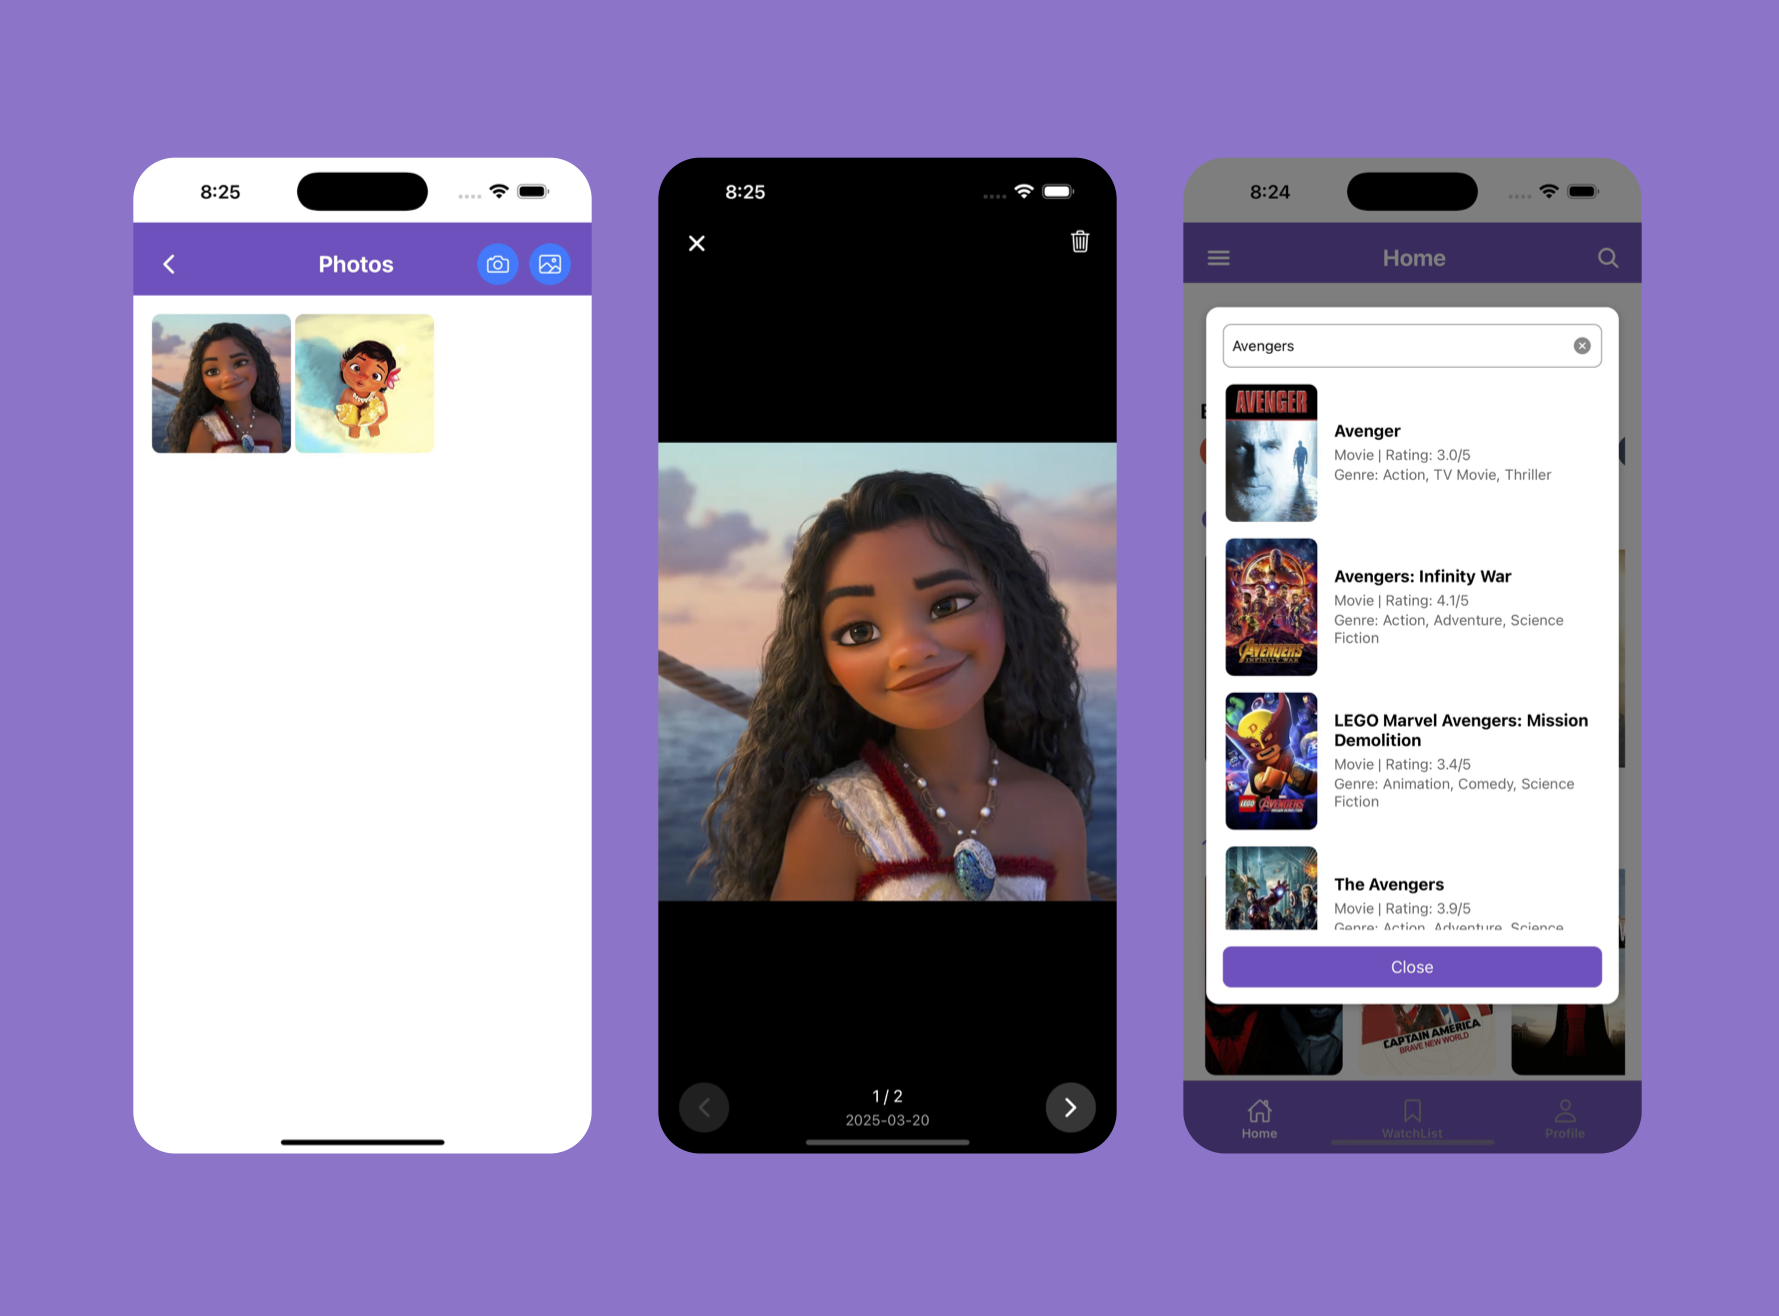 8:25
Photos
8:25
1 / 2
2025-03-20
8:24
Home
Avengers
AVENGER
Avenger
Movie | Rating: 3.0/5
Genre: Action, TV Movie, Thriller
AVENGERS
INFINITY WAR
Avengers: Infinity War
Movie | Rating: 4.1/5
Genre: Action, Adventure, Science
Fiction
LEGO AVENGERS
LEGO Marvel Avengers: Mission
Demolition
Movie | Rating: 3.4/5
Genre: Animation, Comedy, Science
Fiction
The Avengers
Movie | Rating: 3.9/5
Genre: Action, Adventure, Science
Close
CAPTAIN AMERICA
BRAVE NEW WORLD
Home
WatchList
Profile